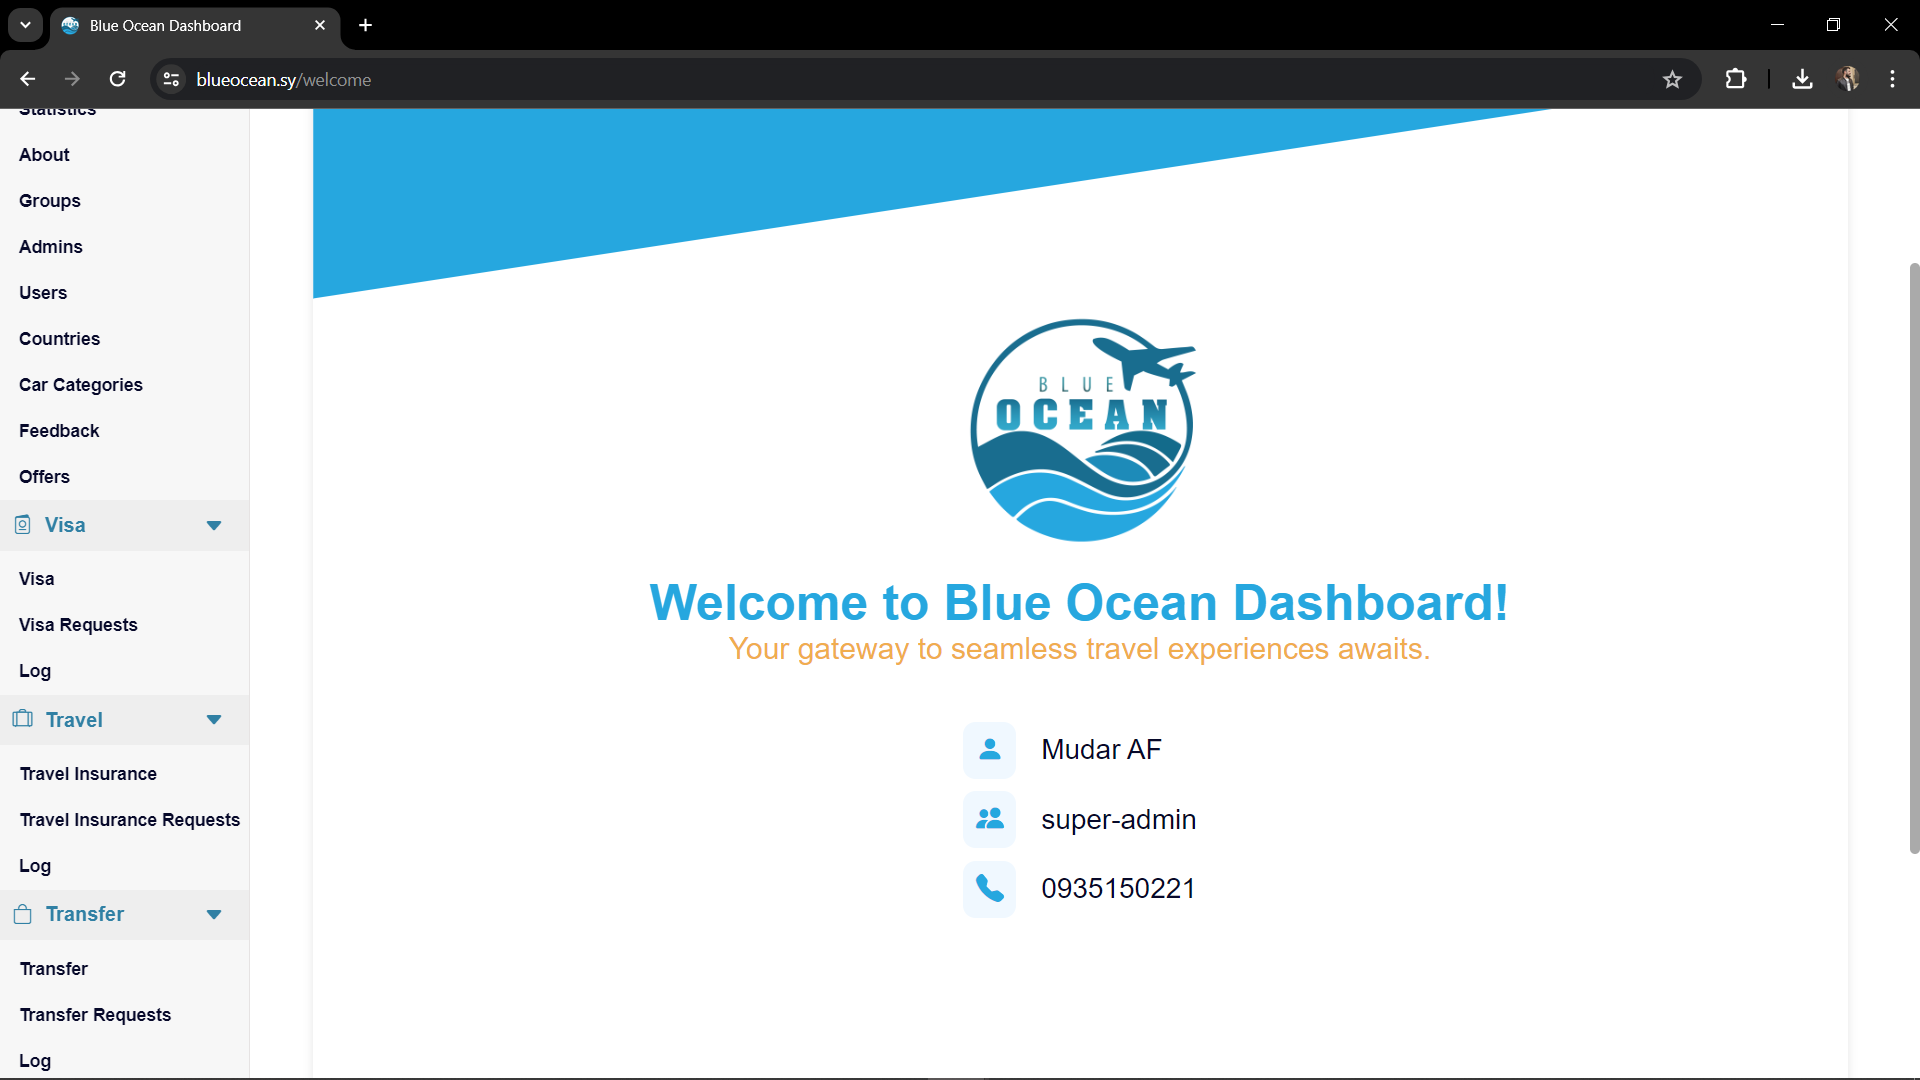 Blue Ocean Dashboard
blueocean.sy/welcome
Statistics
About
Groups
Admins
Users
Countries
Car Categories
Feedback
Offers
Visa
Visa
Visa Requests
Log
Travel
Travel Insurance
Travel Insurance Requests
Log
Transfer
Transfer
Transfer Requests
Log
BLUE
OCEAN
Welcome to Blue Ocean Dashboard!
Your gateway to seamless travel experiences awaits.
Mudar AF
super-admin
0935150221